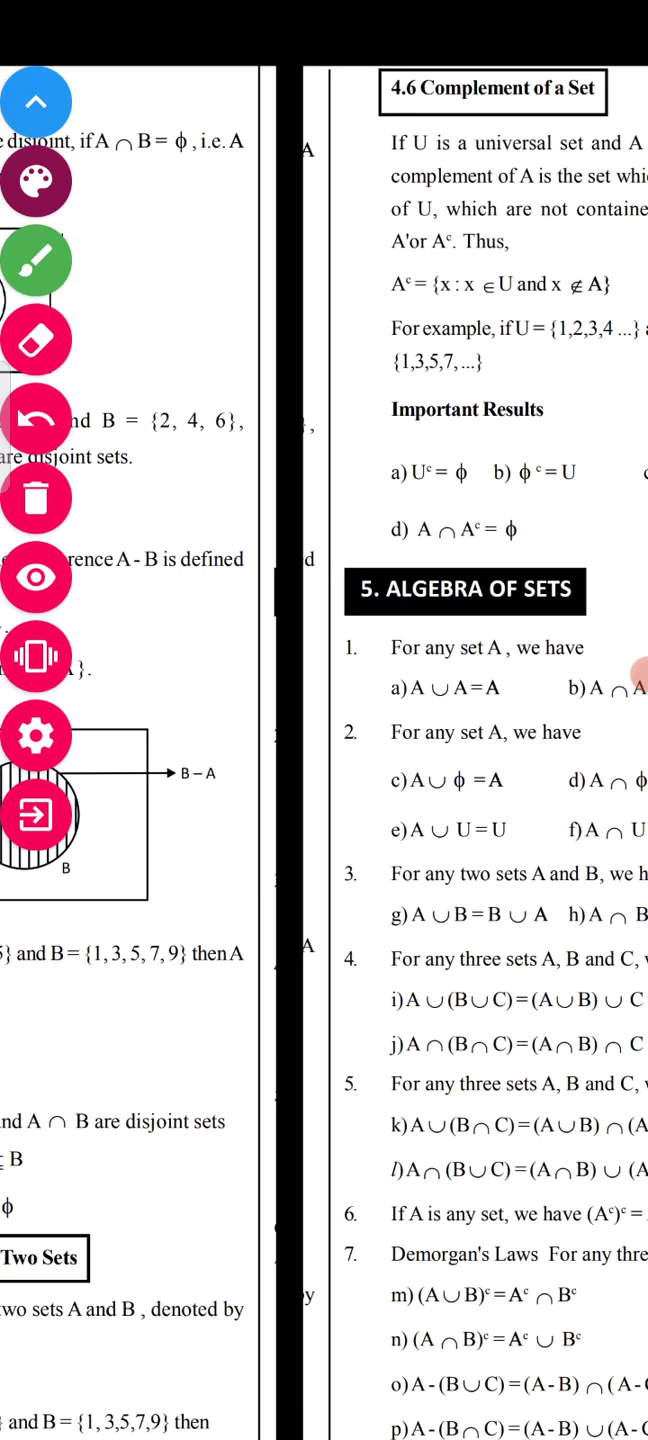 disjoint, if A ∩ B = ϕ , i.e. A
nd B = {2, 4, 6},
are disjoint sets.
rence A - B is defined
}.
B – A
B
5} and B = {1, 3, 5, 7, 9} then A
nd A ∩ B are disjoint sets
B
ϕ
Two Sets
two sets A and B , denoted by
} and B = {1, 3,5,7,9} then
A
},
d
A
y
4.6 Complement of a Set
If U is a universal set and A
complement of A is the set whi
of U, which are not containe
A'or Aᶜ. Thus,
Aᶜ = {x : x ∈ U and x ∉ A}
For example, if U = {1,2,3,4 ...}
{1,3,5,7, ...}
Important Results
a) Uᶜ = ϕ b) ϕ ᶜ = U
d) A ∩ Aᶜ = ϕ
5. ALGEBRA OF SETS
1. For any set A , we have
a) A ∪ A = A b) A ∩ A
2. For any set A, we have
c) A ∪ ϕ = A d) A ∩ ϕ
e) A ∪ U = U f) A ∩ U
3. For any two sets A and B, we h
g) A ∪ B = B ∪ A h) A ∩ B
4. For any three sets A, B and C,
i) A ∪ (B ∪ C) = (A ∪ B) ∪ C
j) A ∩ (B ∩ C) = (A ∩ B) ∩ C
5. For any three sets A, B and C,
k) A ∪ (B ∩ C) = (A ∪ B) ∩ (A
l) A ∩ (B ∪ C) = (A ∩ B) ∪ (A
6. If A is any set, we have (Aᶜ)ᶜ =
7. Demorgan's Laws For any thre
m) (A ∪ B)ᶜ = Aᶜ ∩ Bᶜ
n) (A ∩ B)ᶜ = Aᶜ ∪ Bᶜ
o) A - (B ∪ C) = (A - B) ∩ (A -
p) A - (B ∩ C) = (A - B) ∪ (A -